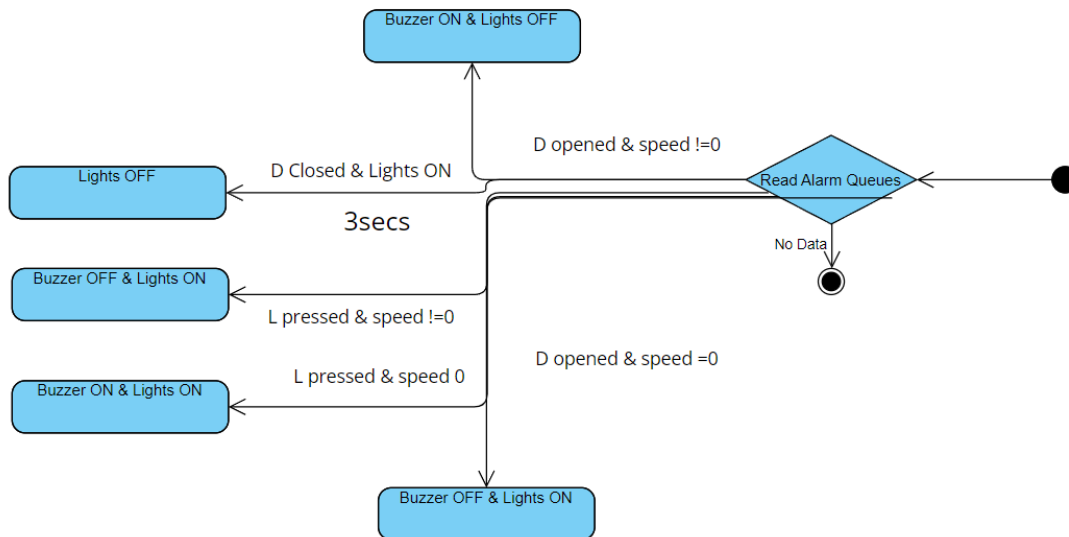 Buzzer ON & Lights OFF
D opened & speed !=0
D Closed & Lights ON
Lights OFF
Read Alarm Queues
3secs
No Data
Buzzer OFF & Lights ON
L pressed & speed !=0
D opened & speed =0
L pressed & speed 0
Buzzer ON & Lights ON
Buzzer OFF & Lights ON